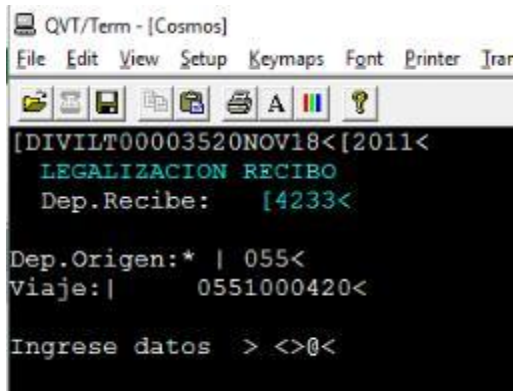 QVT/Term - [Cosmos]
File Edit View Setup Keymaps Font Printer Tran
A ?
[DIVILT00003520NOV18<[2011<
LEGALIZACION RECIBO
Dep.Recibe: [4233<
Dep.Origen:* | 055<
Viaje:| 0551000420<
Ingrese datos > <>@<